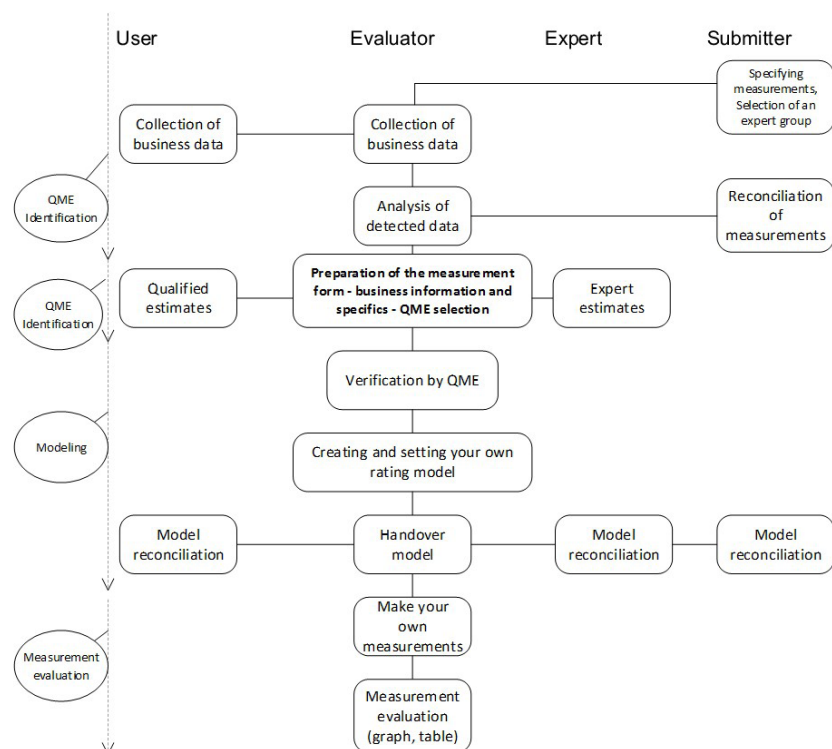 User Evaluator Expert Submitter
Specifying
measurements,
Selection of an
expert group
Collection of
business data
Collection of
business data
QME
Identification
Analysis of
detected data
Reconciliation
of
measurements
QME
Identification
Qualified
estimates
Preparation of the measurement
form - business information and
specifics - QME selection
Expert
estimates
Verification by QME
Modeling
Creating and setting your own
rating model
Model
reconciliation
Handover
model
Model
reconciliation
Model
reconciliation
Make your
own
measurements
Measurement
evaluation
Measurement
evaluation
(graph, table)